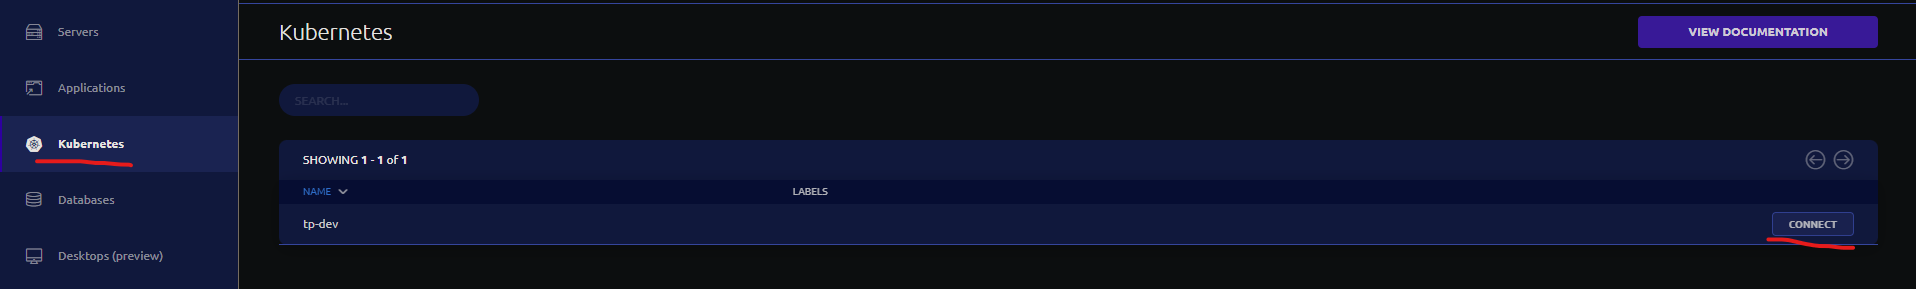 Servers
Applications
Kubernetes
Databases
Desktops (preview)
Kubernetes
VIEW DOCUMENTATION
SEARCH...
SHOWING 1 - 1 of 1
NAME LABELS
tp-dev CONNECT